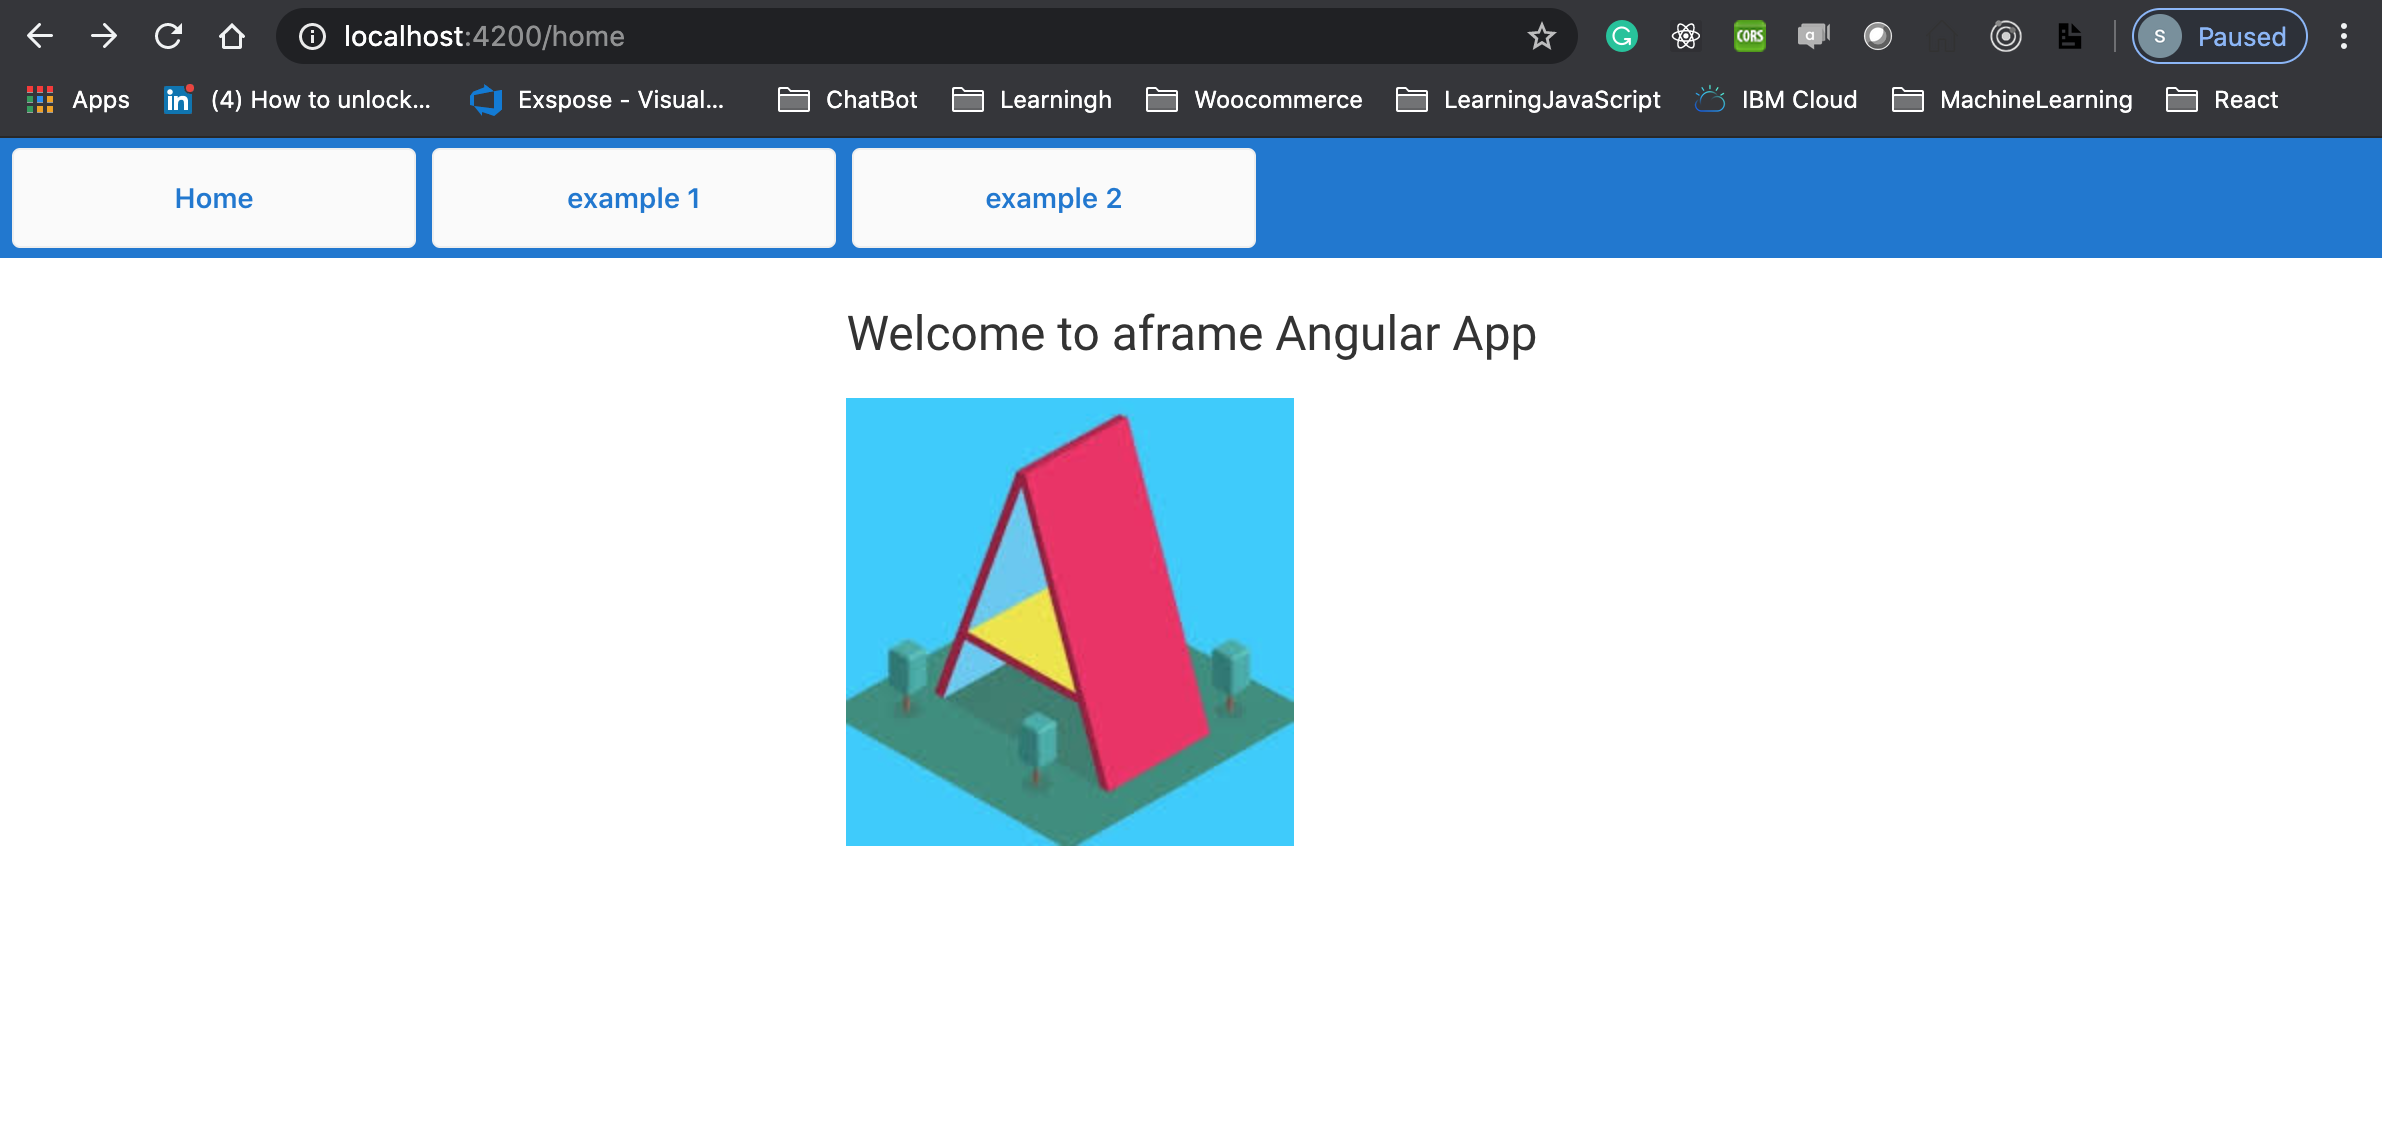 localhost:4200/home
CORS
a
S
Paused
Apps
in
(4) How to unlock...
Exspose - Visual...
ChatBot
Learningh
Woocommerce
LearningJavaScript
IBM Cloud
MachineLearning
React
Home
example 1
example 2
Welcome to aframe Angular App